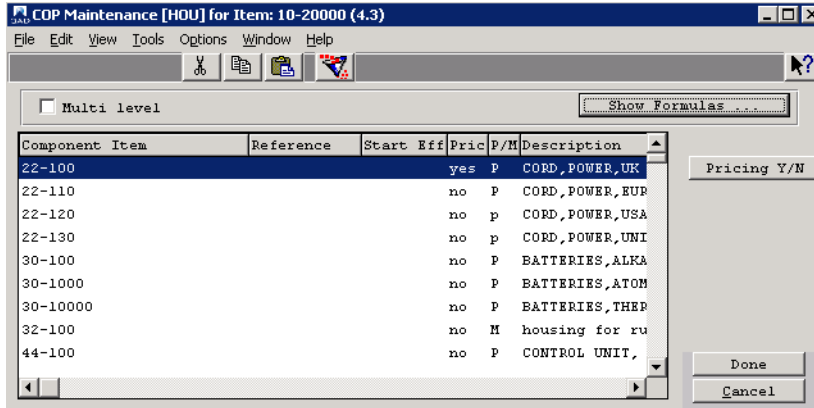 COP Maintenance [HOU] for Item: 10-20000 (4.3)
File Edit View Tools Options Window Help
Multi level
Show Formulas ...
Component Item Reference Start Eff Pric P/M Description
22-100 yes P CORD,POWER,UK
22-110 no P CORD,POWER,EUR
22-120 no p CORD,POWER,USA
22-130 no p CORD,POWER,UNI
30-100 no P BATTERIES,ALKA
30-1000 no P BATTERIES,ATOM
30-10000 no P BATTERIES,THER
32-100 no M housing for ru
44-100 no P CONTROL UNIT,
Pricing Y/N
Done
Cancel